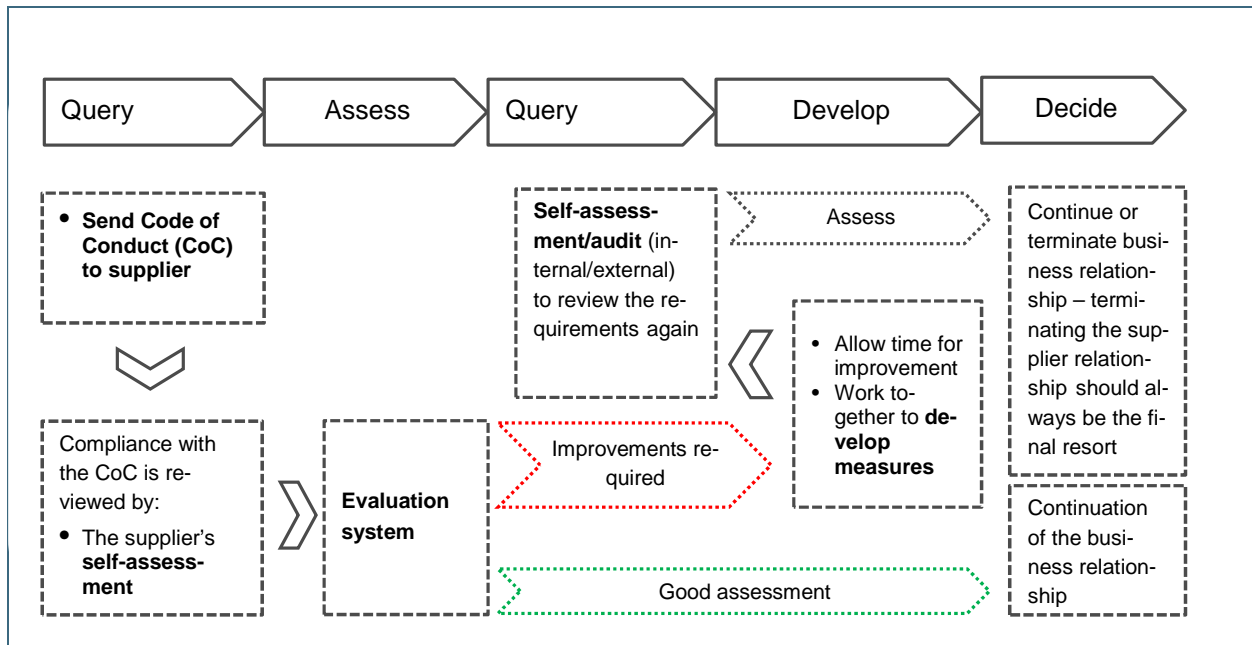 Query
Assess
Query
Develop
Decide
• Send Code of
Conduct (CoC)
to supplier
Compliance with
the CoC is re-
viewed by:
• The supplier's
self-assess-
ment
Evaluation
system
Self-assess-
ment/audit (in-
ternal/external)
to review the re-
quirements again
Assess
• Allow time for
improvement
• Work to-
gether to de-
velop
measures
Improvements re-
quired
Good assessment
Continue or
terminate busi-
ness relation-
ship – termi-
nating the sup-
plier relation-
ship should al-
ways be the fi-
nal resort
Continuation
of the busi-
ness relation-
ship